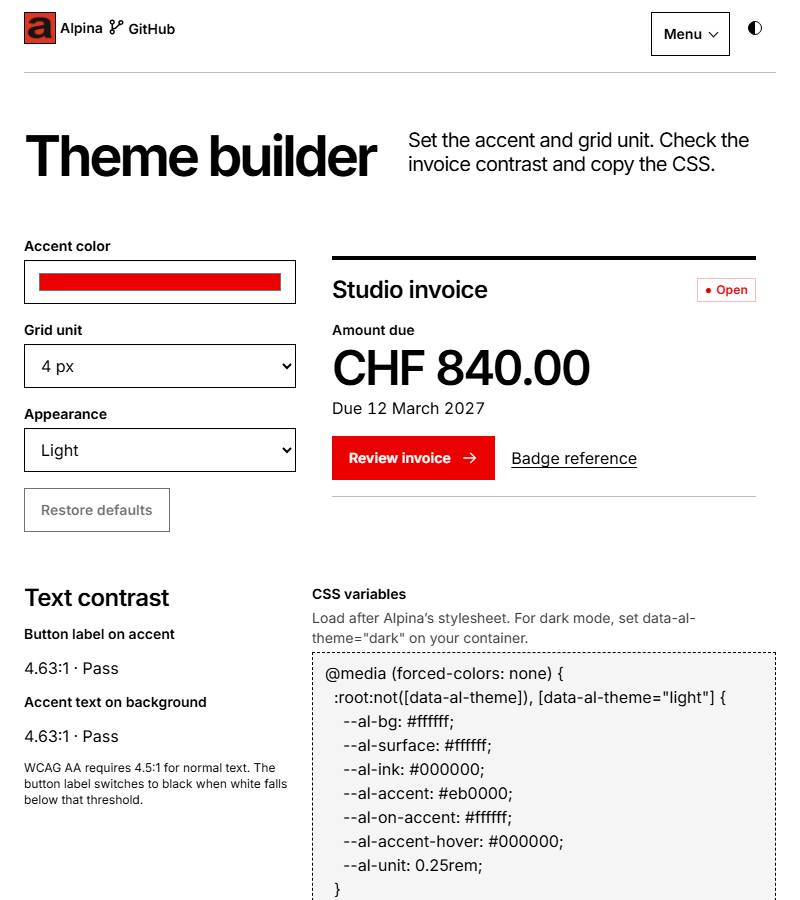 a Alpina GitHub
Menu
Theme builder
Set the accent and grid unit. Check the
invoice contrast and copy the CSS.
Accent color
Grid unit
4 px
Appearance
Light
Restore defaults
Studio invoice
Open
Amount due
CHF 840.00
Due 12 March 2027
Review invoice →
Badge reference
Text contrast
Button label on accent
4.63:1 · Pass
Accent text on background
4.63:1 · Pass
WCAG AA requires 4.5:1 for normal text. The
button label switches to black when white falls
below that threshold.
CSS variables
Load after Alpina’s stylesheet. For dark mode, set data-al-
theme="dark" on your container.
@media (forced-colors: none) {
  :root:not([data-al-theme]), [data-al-theme="light"] {
    --al-bg: #ffffff;
    --al-surface: #ffffff;
    --al-ink: #000000;
    --al-accent: #eb0000;
    --al-on-accent: #ffffff;
    --al-accent-hover: #000000;
    --al-unit: 0.25rem;
  }